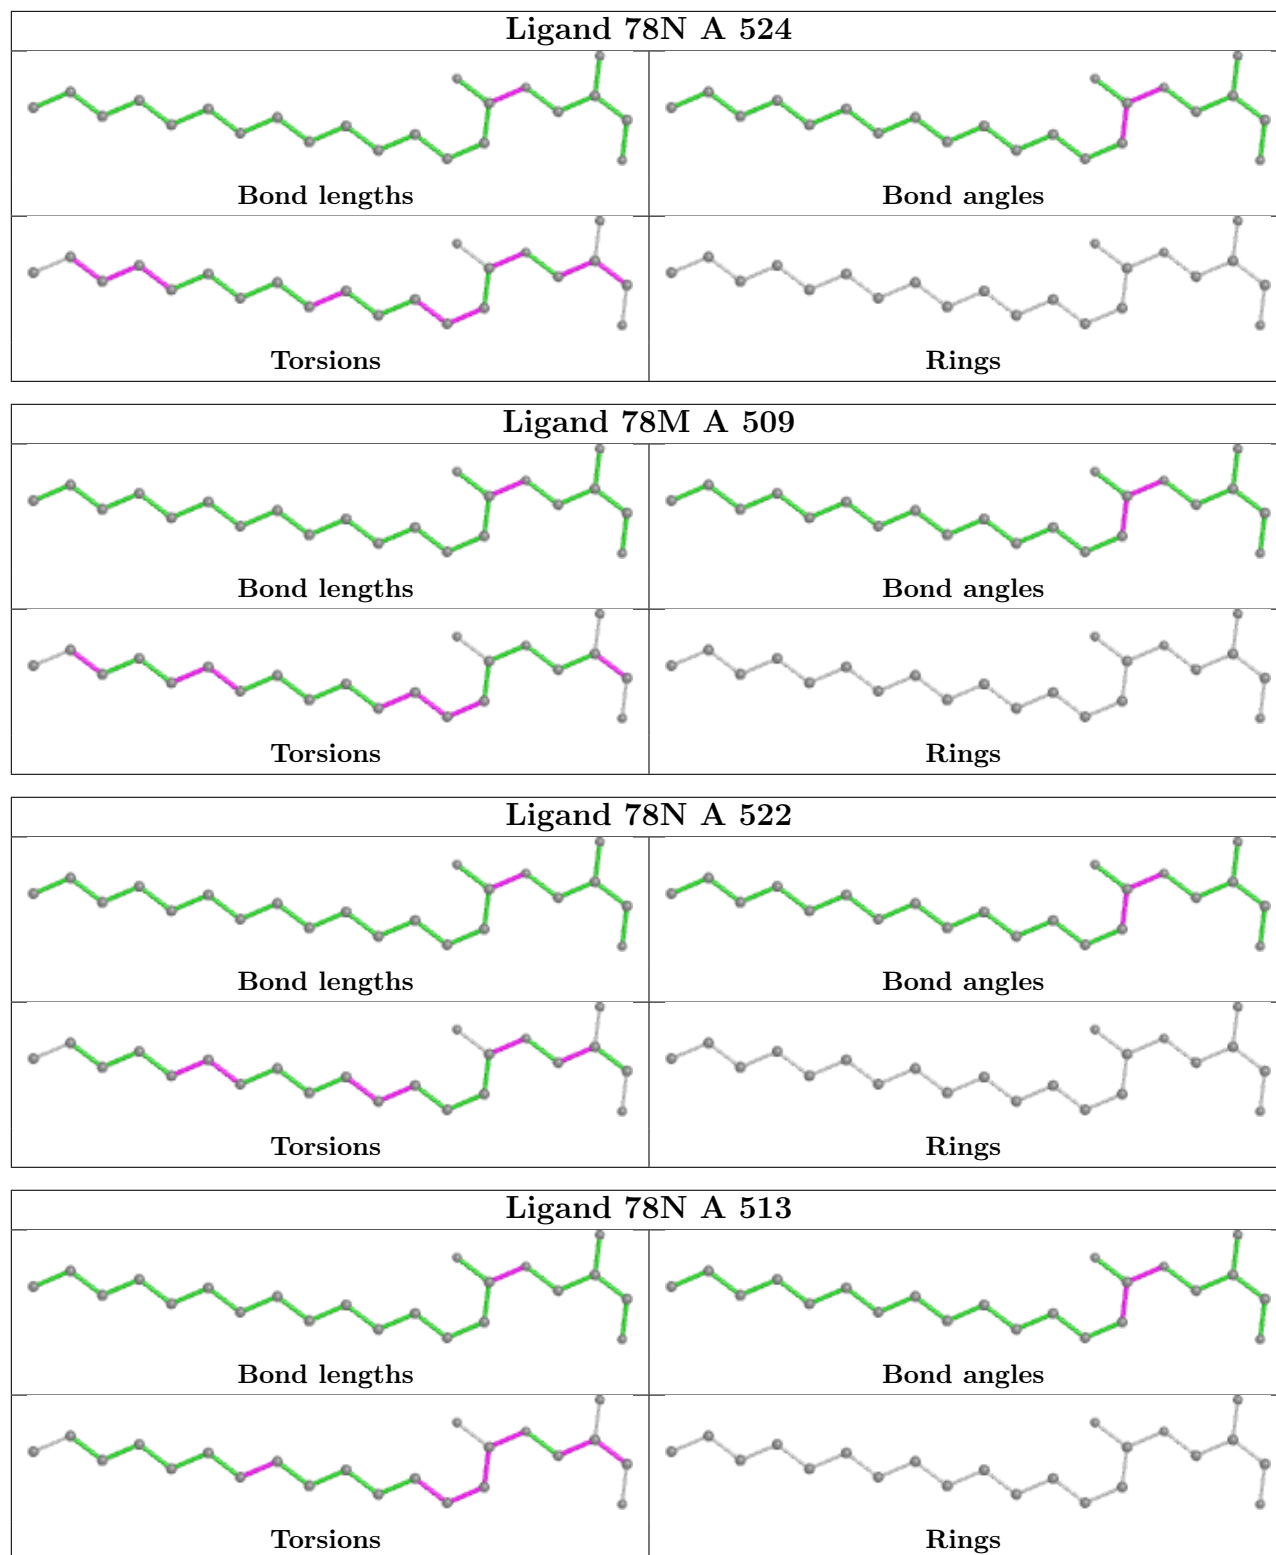 Ligand 78N A 524
Bond lengths Bond angles
Torsions Rings
Ligand 78M A 509
Bond lengths Bond angles
Torsions Rings
Ligand 78N A 522
Bond lengths Bond angles
Torsions Rings
Ligand 78N A 513
Bond lengths Bond angles
Torsions Rings